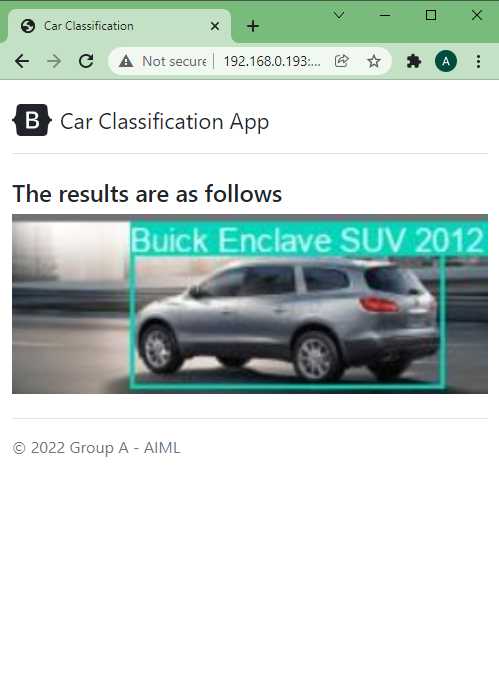 Car Classification
Not secure 192.168.0.193:...
A
B Car Classification App
The results are as follows
Buick Enclave SUV 2012
© 2022 Group A - AIML